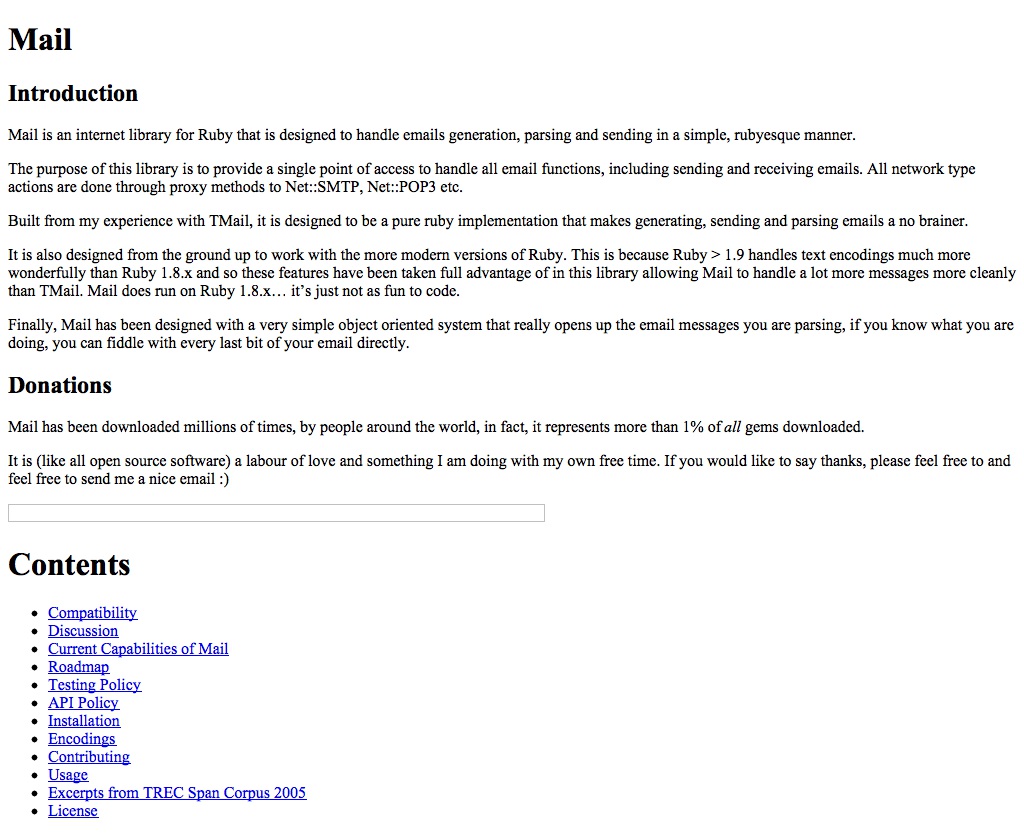 Mail
Introduction
Mail is an internet library for Ruby that is designed to handle emails generation, parsing and sending in a simple, rubyesque manner.
The purpose of this library is to provide a single point of access to handle all email functions, including sending and receiving emails. All network type
actions are done through proxy methods to Net::SMTP, Net::POP3 etc.
Built from my experience with TMail, it is designed to be a pure ruby implementation that makes generating, sending and parsing emails a no brainer.
It is also designed from the ground up to work with the more modern versions of Ruby. This is because Ruby > 1.9 handles text encodings much more
wonderfully than Ruby 1.8.x and so these features have been taken full advantage of in this library allowing Mail to handle a lot more messages more cleanly
than TMail. Mail does run on Ruby 1.8.x… it’s just not as fun to code.
Finally, Mail has been designed with a very simple object oriented system that really opens up the email messages you are parsing, if you know what you are
doing, you can fiddle with every last bit of your email directly.
Donations
Mail has been downloaded millions of times, by people around the world, in fact, it represents more than 1% of all gems downloaded.
It is (like all open source software) a labour of love and something I am doing with my own free time. If you would like to say thanks, please feel free to and
feel free to send me a nice email :)
Contents
Compatibility
Discussion
Current Capabilities of Mail
Roadmap
Testing Policy
API Policy
Installation
Encodings
Contributing
Usage
Excerpts from TREC Span Corpus 2005
License